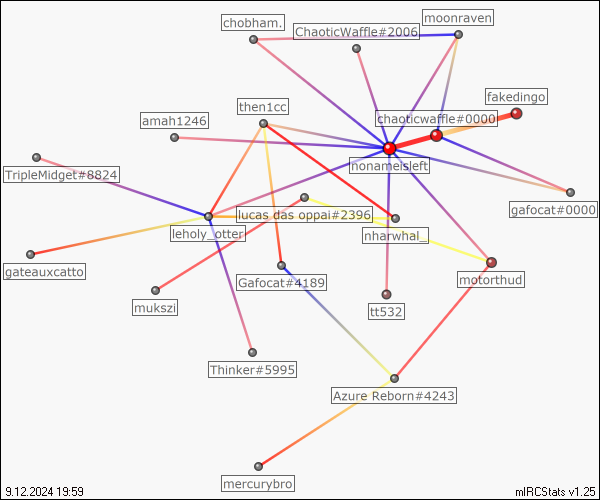 chobham.
ChaoticWaffle#2006
moonraven
fakedingo
then1cc
chaoticwaffle#0000
amah1246
nonameisleft
TripleMidget#8824
lucas das oppai#2396
gafocat#0000
leholy_otter
nharwhal_
gateauxcatto
Gafocat#4189
motorthud
mukszi
tt532
Thinker#5995
Azure Reborn#4243
mercurybro
9.12.2024 19:59
mIRCStats v1.25